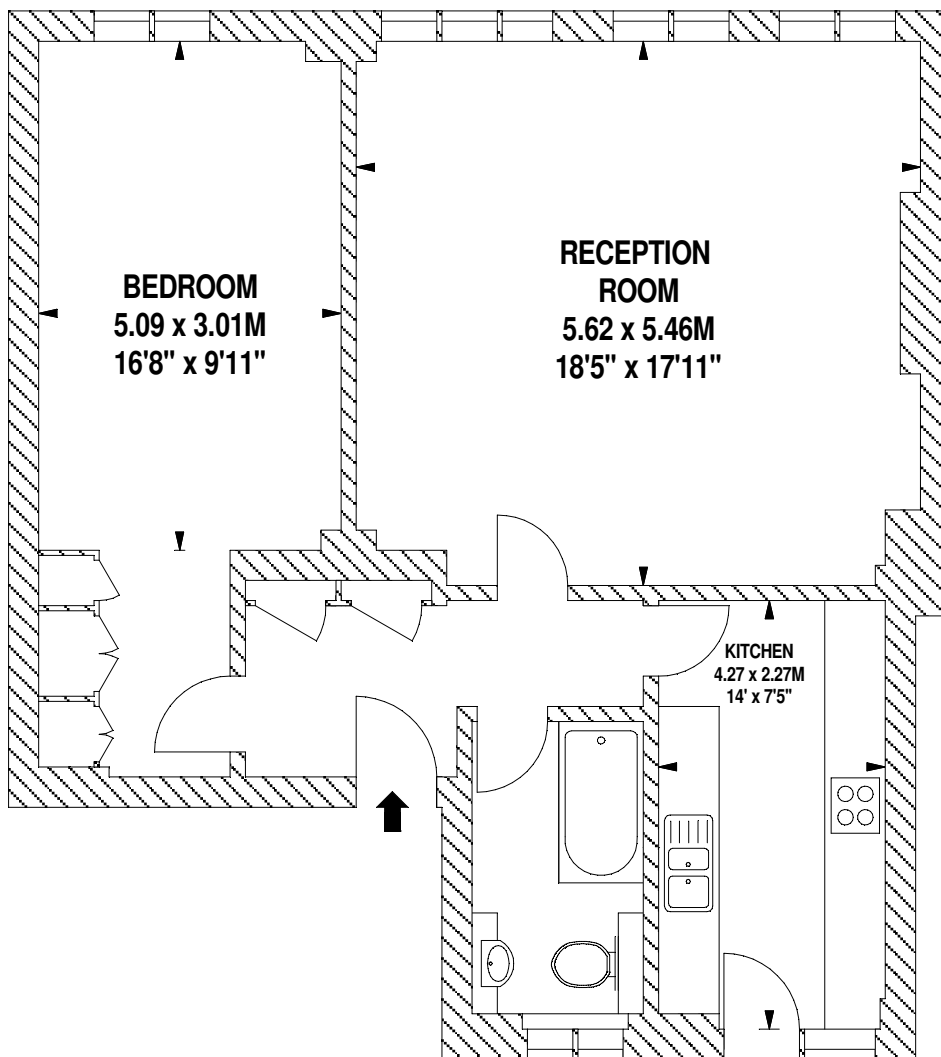 BEDROOM
5.09 x 3.01M
16'8" x 9'11"
RECEPTION
ROOM
5.62 x 5.46M
18'5" x 17'11"
KITCHEN
4.27 x 2.27M
14' x 7'5"